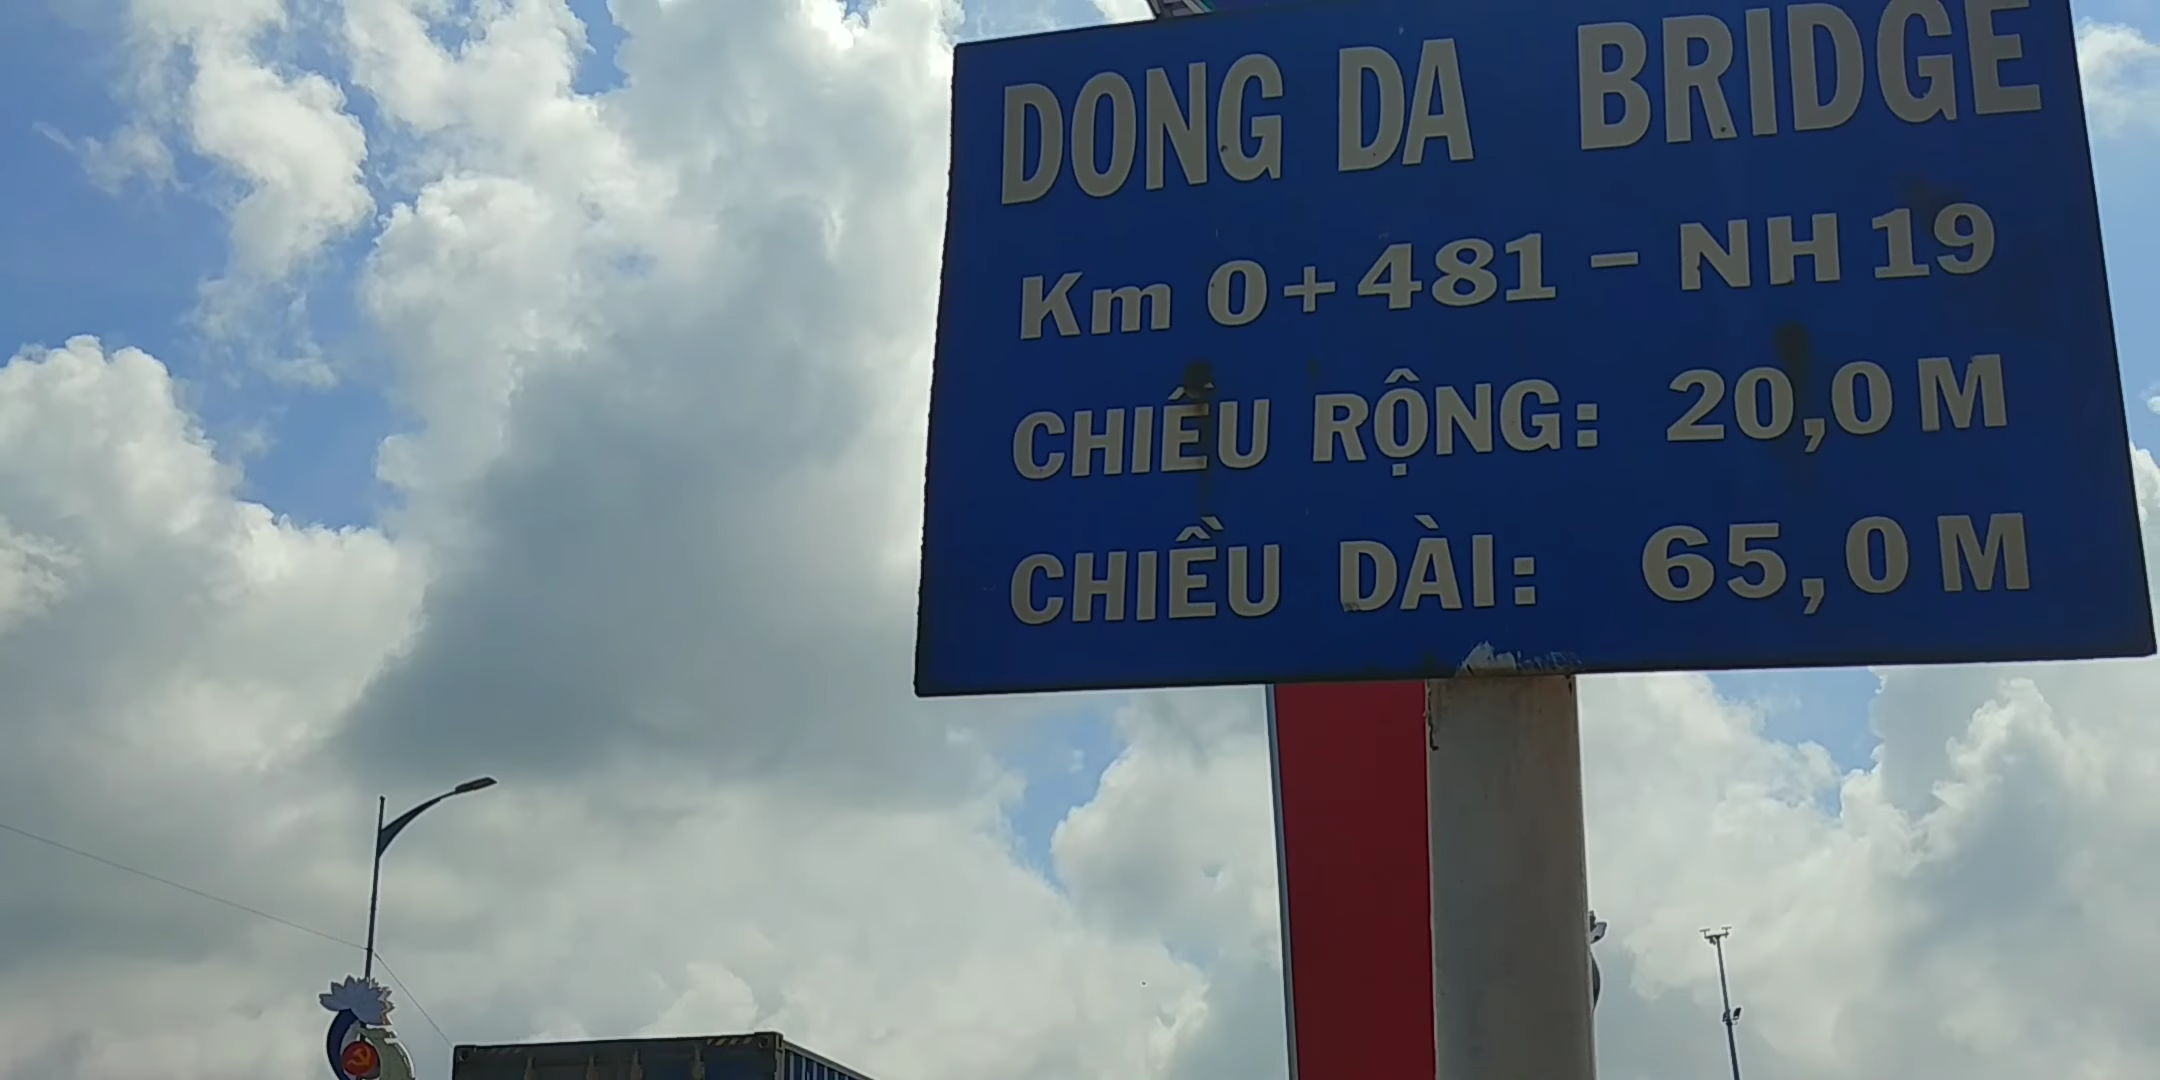 DONG DA BRIDGE
Km 0+481 - NH 19
CHIỀU RỘNG: 20,0 M
CHIỀU DÀI: 65,0 M